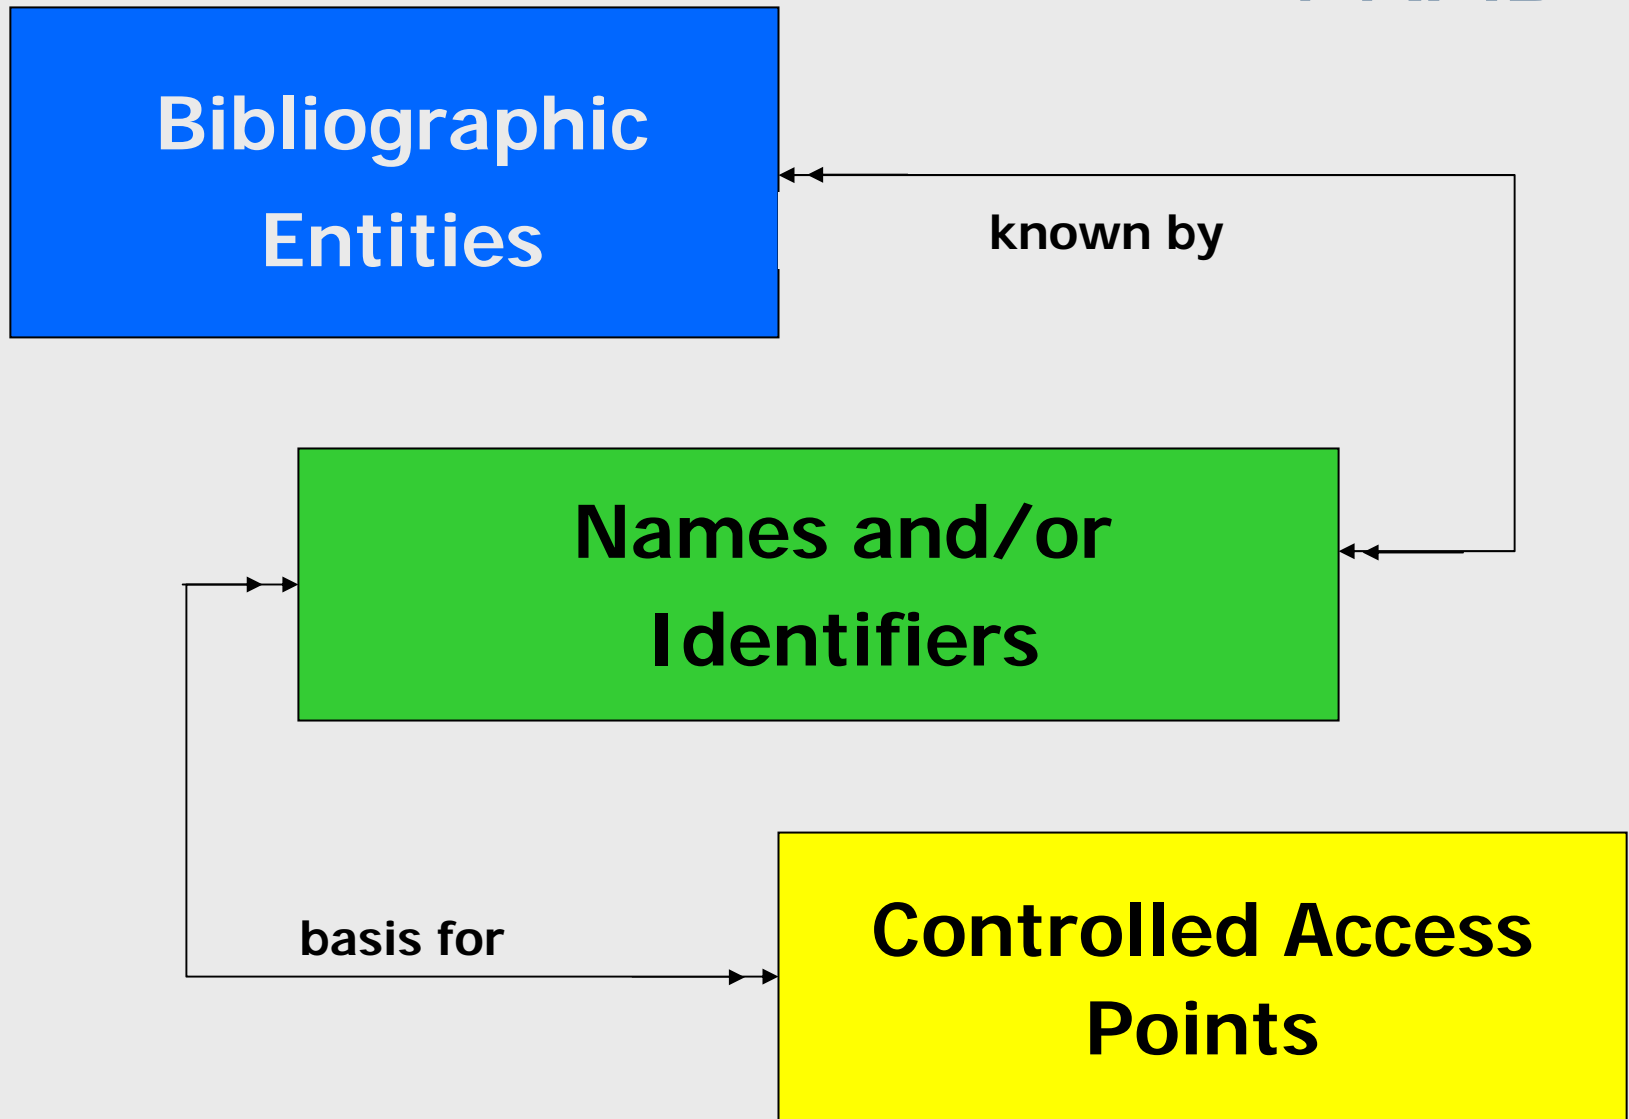 Bibliographic
Entities
known by
Names and/or
Identifiers
basis for
Controlled Access
Points